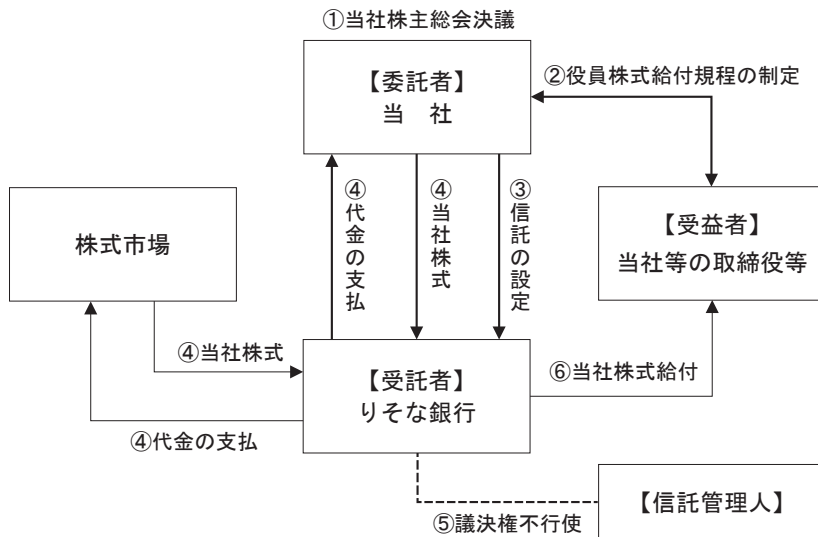 ①当社株主総会決議
【委託者】
当　社
②役員株式給付規程の制定
④代金の支払
④当社株式
③信託の設定
株式市場
【受益者】
当社等の取締役等
④当社株式
【受託者】
りそな銀行
⑥当社株式給付
④代金の支払
【信託管理人】
⑤議決権不行使